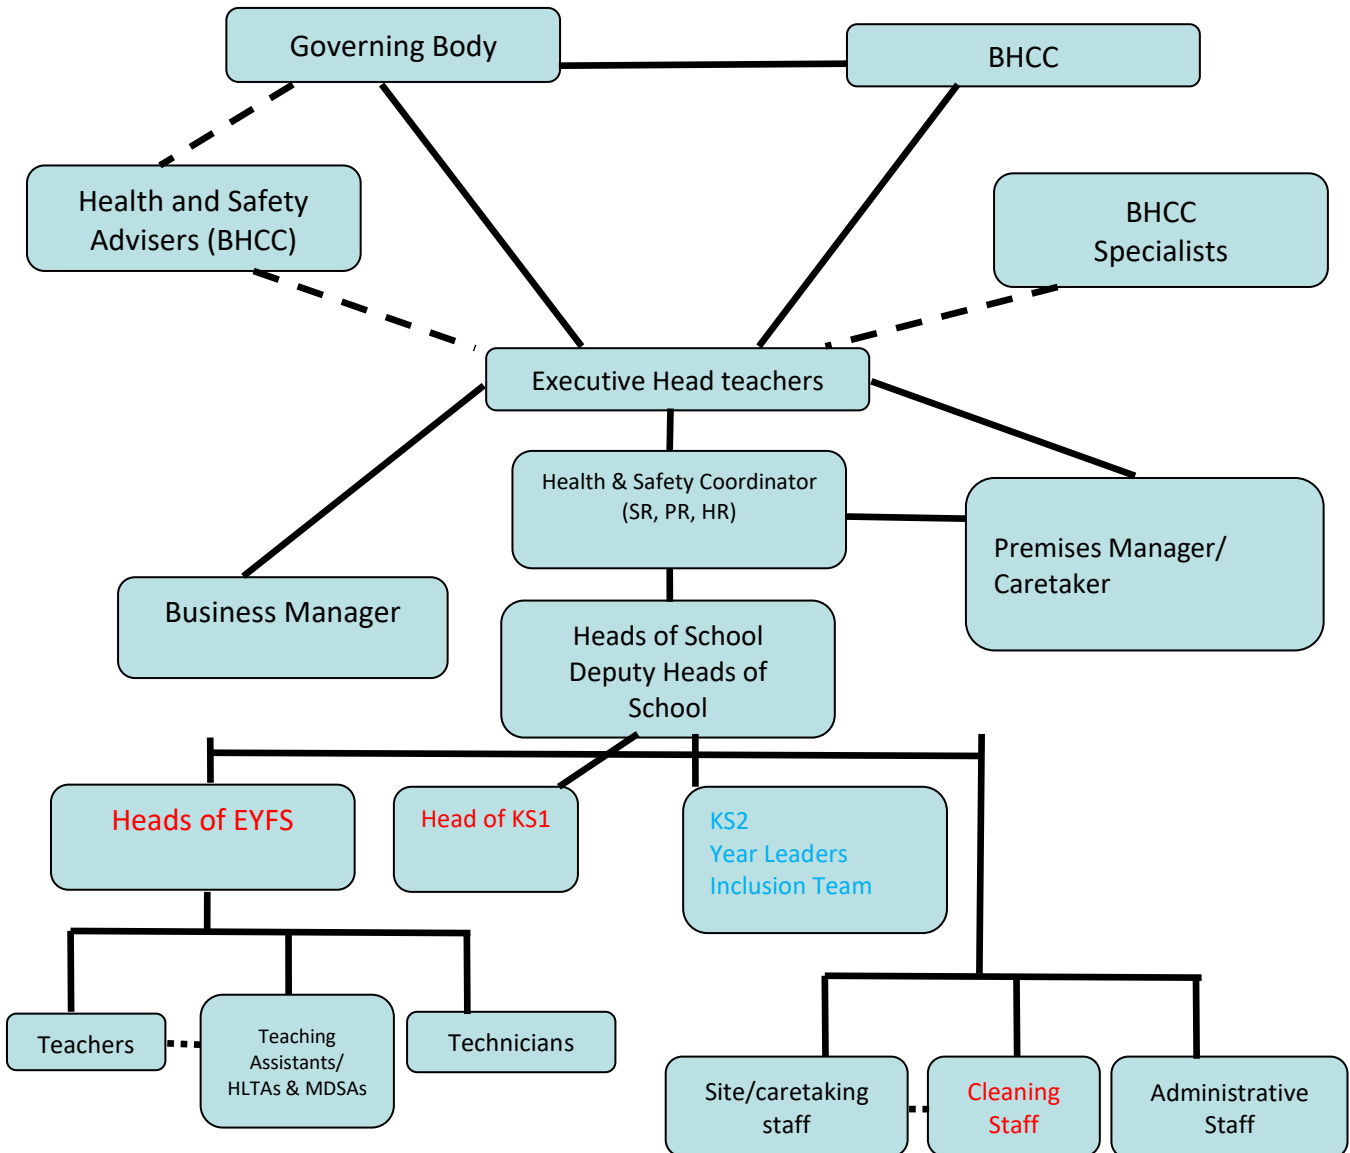 Governing Body
BHCC
Health and Safety
Advisers (BHCC)
BHCC
Specialists
Executive Head teachers
Health & Safety Coordinator
(SR, PR, HR)
Premises Manager/
Caretaker
Business Manager
Heads of School
Deputy Heads of
School
Heads of EYFS
Head of KS1
KS2
Year Leaders
Inclusion Team
Teachers
Teaching
Assistants/
HLTAs & MDSAs
Technicians
Site/caretaking
staff
Cleaning
Staff
Administrative
Staff